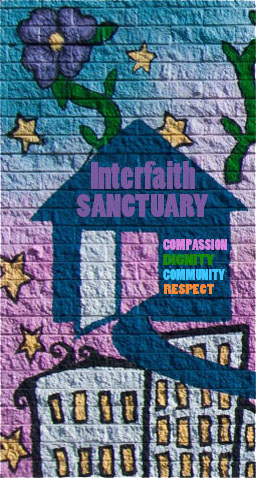 Interfaith
SANCTUARY
COMPASSION
DIGNITY
COMMUNITY
RESPECT